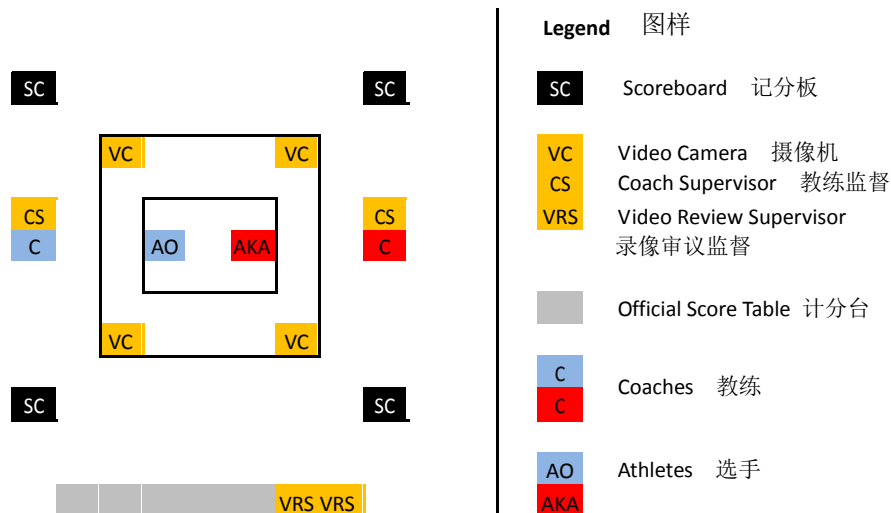 SC SC
VC VC
CS CS
C AO AKA C
VC VC
SC SC
VRS VRS
Legend 图样
SC Scoreboard 记分板
VC Video Camera 摄像机
CS Coach Supervisor 教练监督
VRS Video Review Supervisor
录像审议监督
Official Score Table 计分台
C
Coaches 教练
C
AO Athletes 选手
AKA